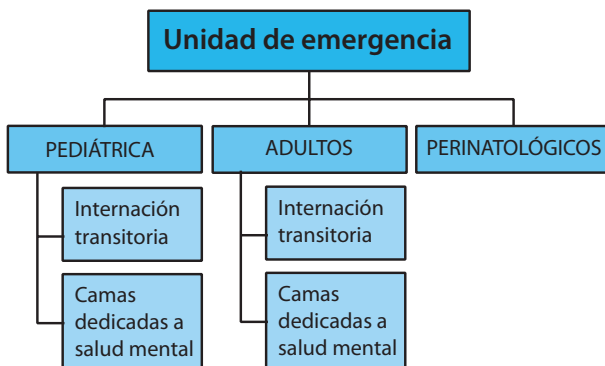 Unidad de emergencia
PEDIÁTRICA
ADULTOS
PERINATOLÓGICOS
Internación
transitoria
Camas
dedicadas a
salud mental
Internación
transitoria
Camas
dedicadas a
salud mental